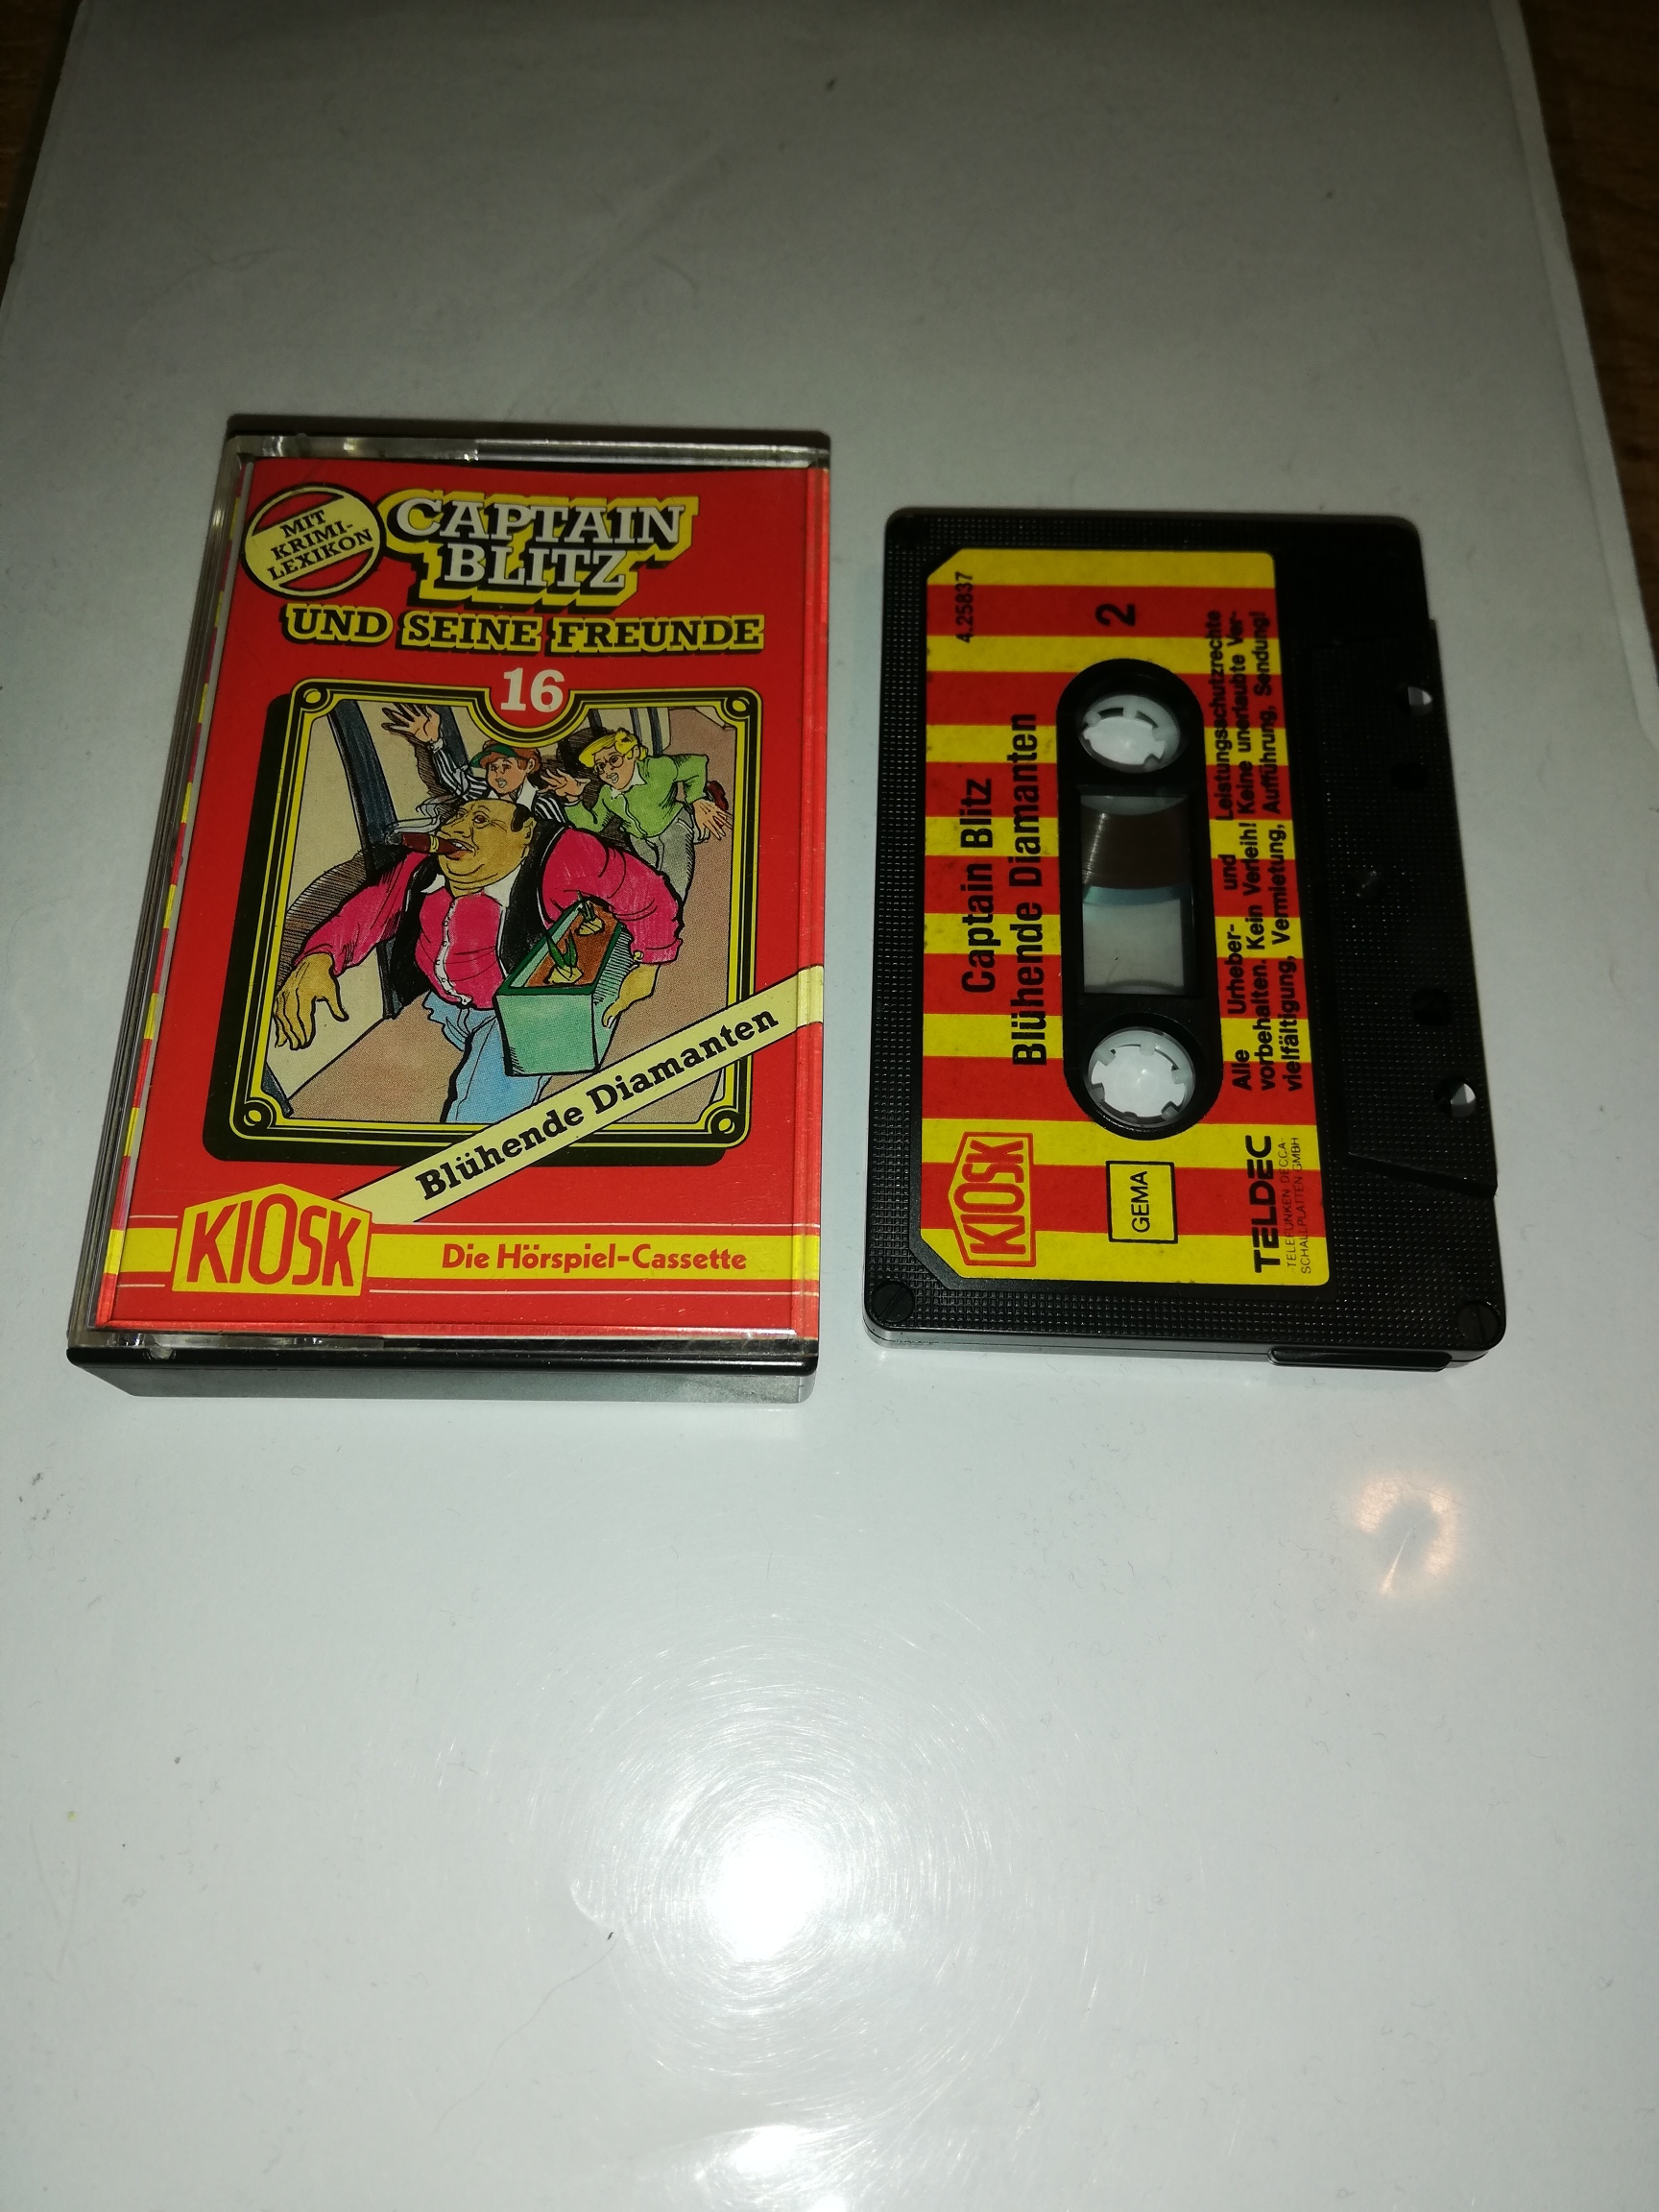 MIT
KRIMI-
LEXIKON
CAPTAIN
BLITZ
UND SEINE FREUNDE
16
Blühende Diamanten
KIOSK
Die Hörspiel-Cassette
4.25837
2
Captain Blitz
Blühende Diamanten
KIOSK
GEMA
Alle Urheber- und Leistungsschutzrechte
vorbehalten. Kein Verleih! Keine unerlaubte Ver-
vielfältigung, Vermietung, Aufführung, Sendung!
TELDEC
TELEFUNKEN DECCA-
SCHALLPLATTEN GMBH